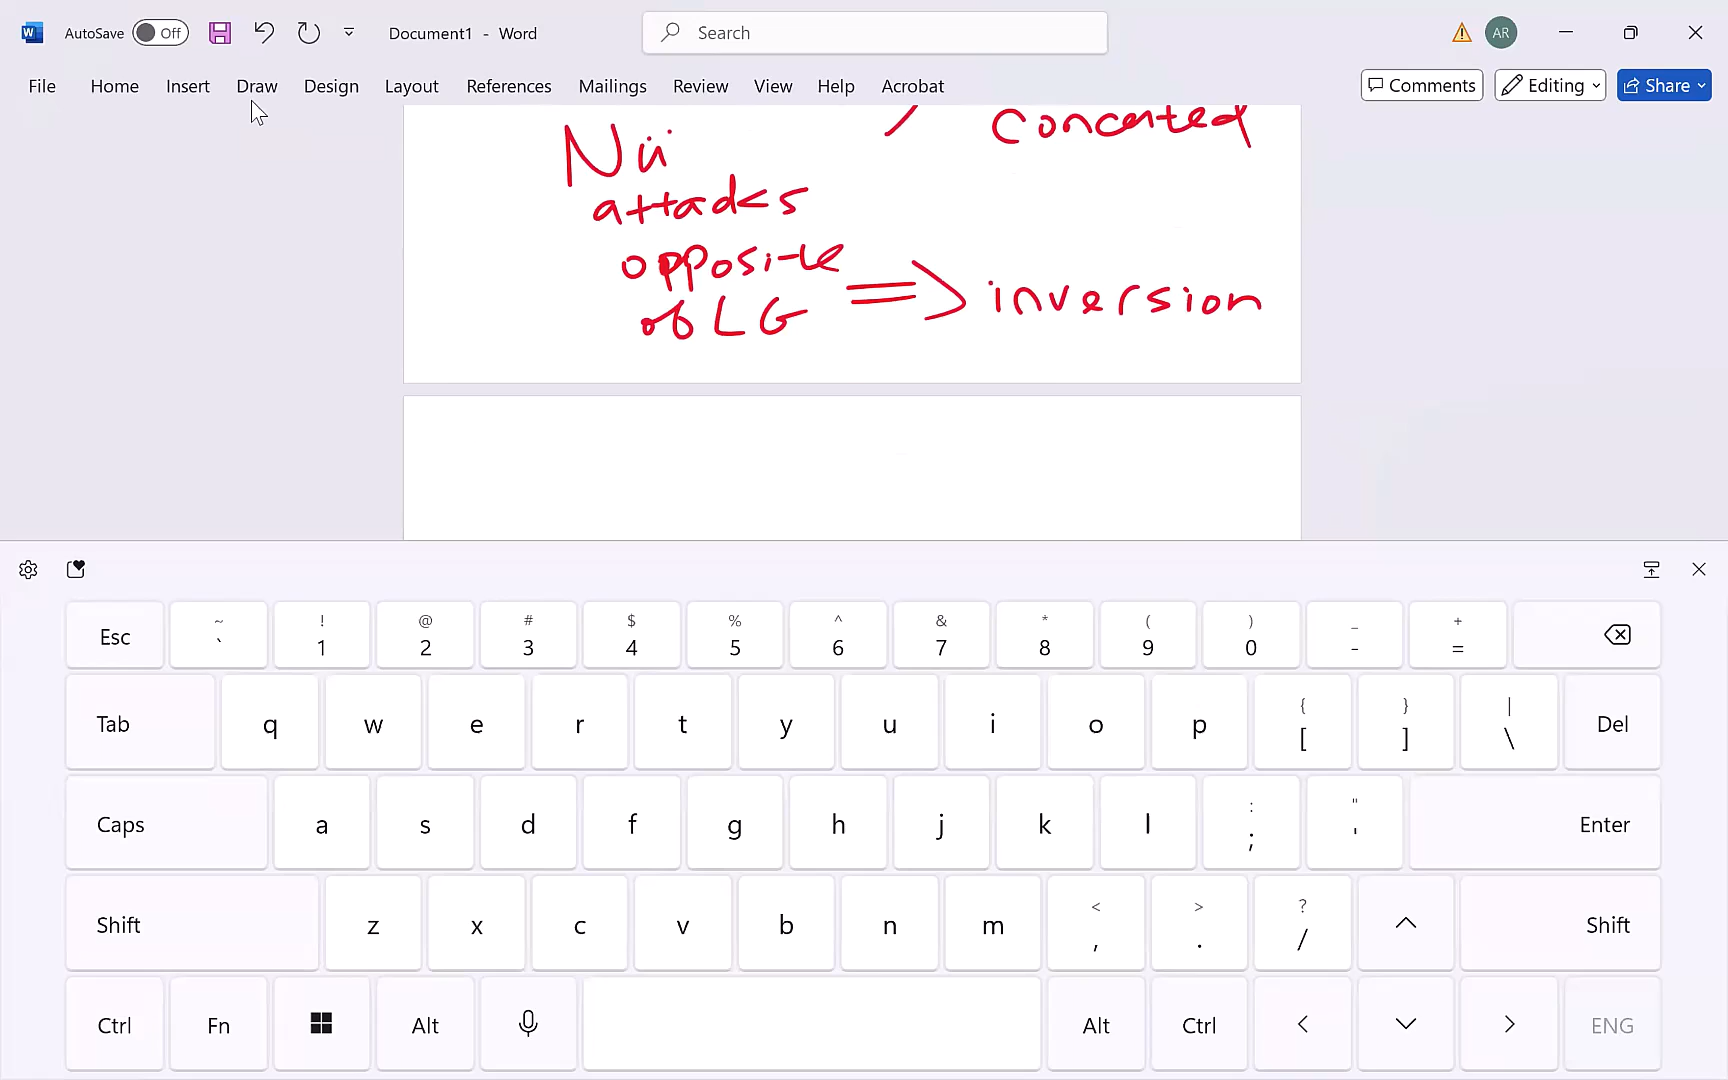 AutoSave Off Document1 - Word Search AR
File Home Insert Draw Design Layout References Mailings Review View Help Acrobat Comments Editing Share
concerted
Nü
attacks
opposite
of LG => inversion
Esc ~ ` ! 1 @ 2 # 3 $ 4 % 5 ^ 6 & 7 * 8 ( 9 ) 0 _ - + =
Tab q w e r t y u i o p { [ } ] | \ Del
Caps a s d f g h j k l : ; " ' Enter
Shift z x c v b n m < , > . ? / Shift
Ctrl Fn Alt Alt Ctrl ENG